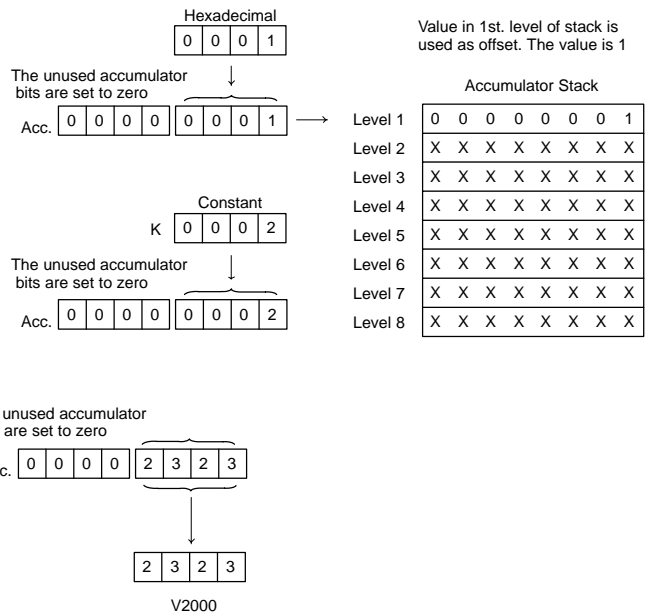 Hexadecimal
0 0 0 1
Value in 1st. level of stack is
used as offset. The value is 1
The unused accumulator
bits are set to zero
Acc. 0 0 0 0 0 0 0 1
Accumulator Stack
Level 1 0 0 0 0 0 0 0 1
Level 2 X X X X X X X X
Level 3 X X X X X X X X
Level 4 X X X X X X X X
Level 5 X X X X X X X X
Level 6 X X X X X X X X
Level 7 X X X X X X X X
Level 8 X X X X X X X X
Constant
K 0 0 0 2
The unused accumulator
bits are set to zero
Acc. 0 0 0 0 0 0 0 2
unused accumulator
are set to zero
c. 0 0 0 0 2 3 2 3
2 3 2 3
V2000